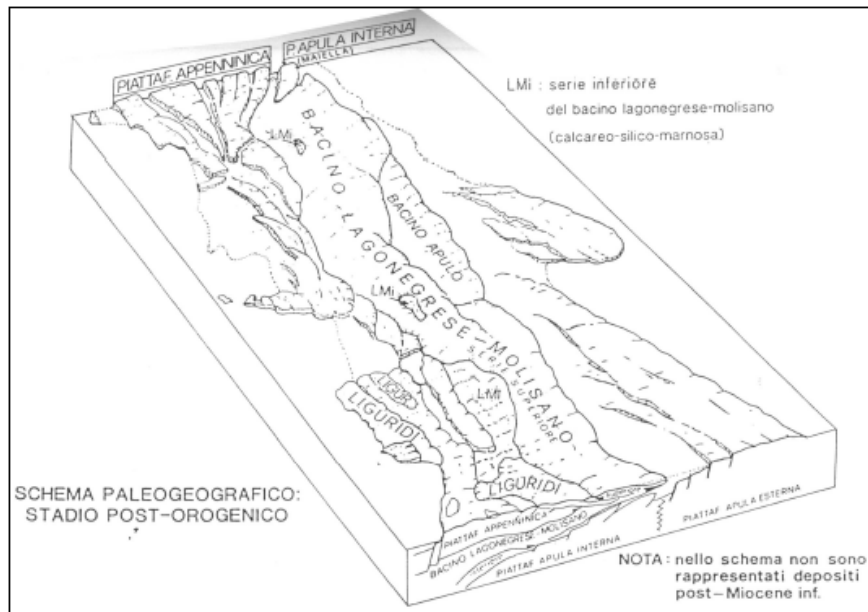 PIATTAF. APPENNINICA
P. APULA INTERNA
(MAIELLA)
LMi : serie inferiore
del bacino lagonegrese-molisano
(calcareo-silico-marnosa)
LMi
BACINO LAGONEGRESE-MOLISANO
SERIE SUPERIORE
BACINO APULO
LMi
LMi
LIGURIDI
LIGURIDI
SCHEMA PALEOGEOGRAFICO:
STADIO POST-OROGENICO
PIATTAF. APPENNINICA
BACINO LAGONEGRESE-MOLISANO
PIATTAF. APULA INTERNA
PIATTAF. APULA ESTERNA
NOTA : nello schema non sono
rappresentati depositi
post-Miocene inf.